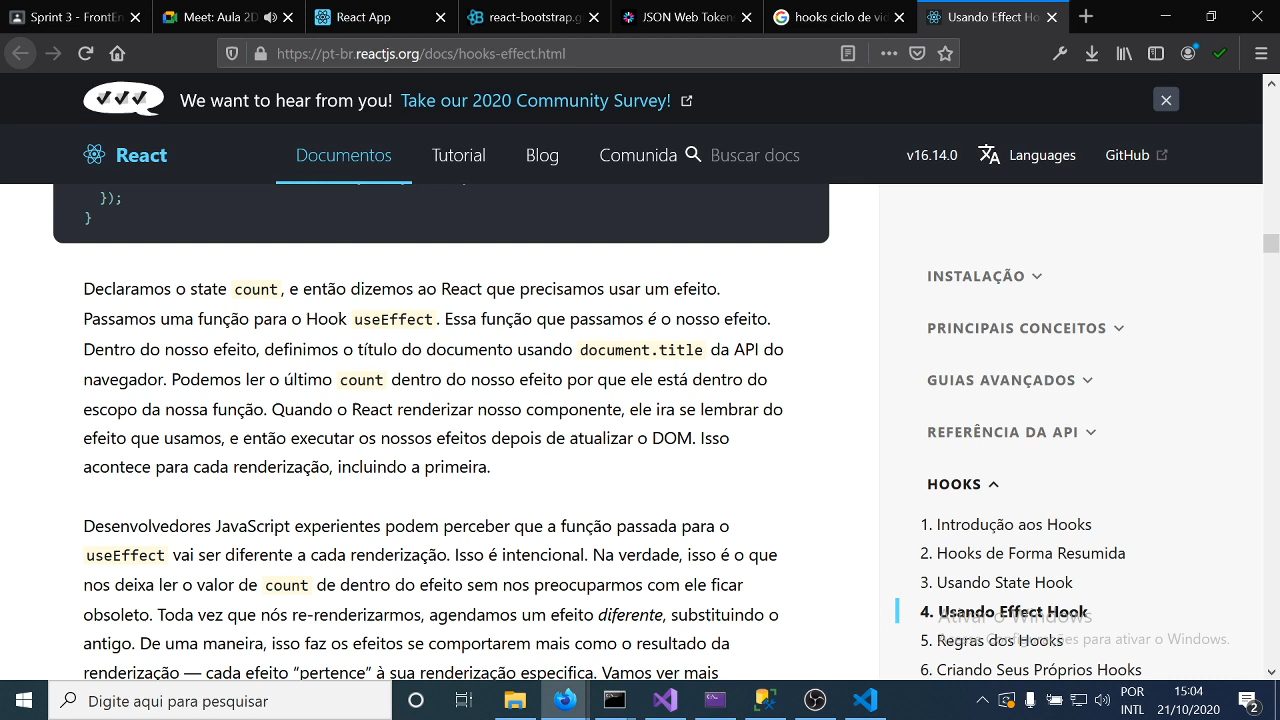 Sprint 3 - FrontEn
Meet: Aula 2D
React App
react-bootstrap.g
JSON Web Token
hooks ciclo de vid
Usando Effect Ho
https://pt-br.reactjs.org/docs/hooks-effect.html
We want to hear from you! Take our 2020 Community Survey!
React
Documentos
Tutorial
Blog
Comunida
Buscar docs
v16.14.0
Languages
GitHub
});
}
Declaramos o state count, e então dizemos ao React que precisamos usar um efeito.
Passamos uma função para o Hook useEffect. Essa função que passamos é o nosso efeito.
Dentro do nosso efeito, definimos o título do documento usando document.title da API do
navegador. Podemos ler o último count dentro do nosso efeito por que ele está dentro do
escopo da nossa função. Quando o React renderizar nosso componente, ele ira se lembrar do
efeito que usamos, e então executar os nossos efeitos depois de atualizar o DOM. Isso
acontece para cada renderização, incluindo a primeira.
Desenvolvedores JavaScript experientes podem perceber que a função passada para o
useEffect vai ser diferente a cada renderização. Isso é intencional. Na verdade, isso é o que
nos deixa ler o valor de count de dentro do efeito sem nos preocuparmos com ele ficar
obsoleto. Toda vez que nós re-renderizarmos, agendamos um efeito diferente, substituindo o
antigo. De uma maneira, isso faz os efeitos se comportarem mais como o resultado da
renderização — cada efeito “pertence” à sua renderização especifica. Vamos ver mais
INSTALAÇÃO
PRINCIPAIS CONCEITOS
GUIAS AVANÇADOS
REFERÊNCIA DA API
HOOKS
1. Introdução aos Hooks
2. Hooks de Forma Resumida
3. Usando State Hook
4. Usando Effect Hook
Ativar o Windows
5. Regras dos Hooks
Configurações para ativar o Windows.
6. Criando Seus Próprios Hooks
Digite aqui para pesquisar
POR
INTL
15:04
21/10/2020
2